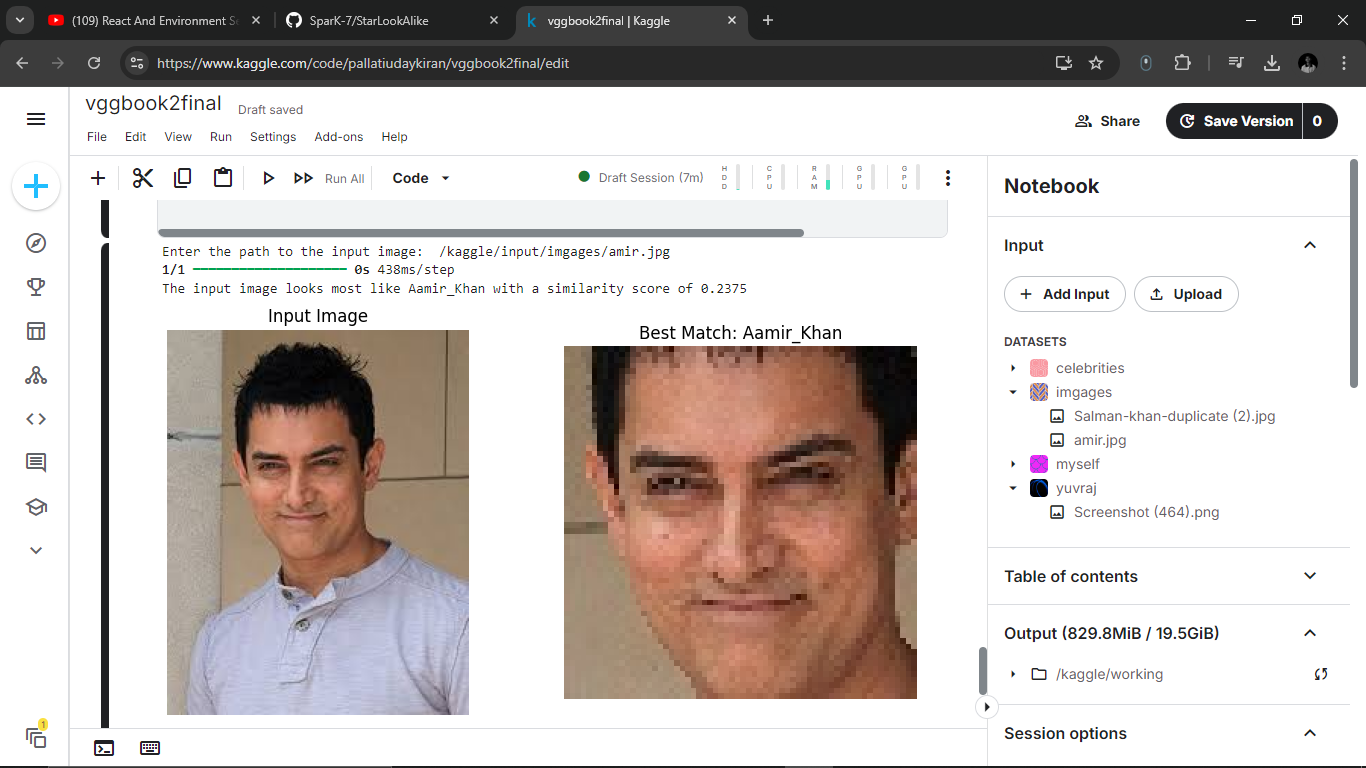 (109) React And Environment Se
SparK-7/StarLookAlike
vggbook2final | Kaggle
https://www.kaggle.com/code/pallatiudaykiran/vggbook2final/edit
vggbook2final
Draft saved
File Edit View Run Settings Add-ons Help
Share
Save Version
0
Run All
Code
Draft Session (7m)
HDD
CPU
RAM
GPU
GPU
Enter the path to the input image:  /kaggle/input/imgages/amir.jpg
1/1 0s 438ms/step
The input image looks most like Aamir_Khan with a similarity score of 0.2375
Input Image
Best Match: Aamir_Khan
Notebook
Input
Add Input
Upload
DATASETS
celebrities
imgages
Salman-khan-duplicate (2).jpg
amir.jpg
myself
yuvraj
Screenshot (464).png
Table of contents
Output (829.8MiB / 19.5GiB)
/kaggle/working
Session options
1